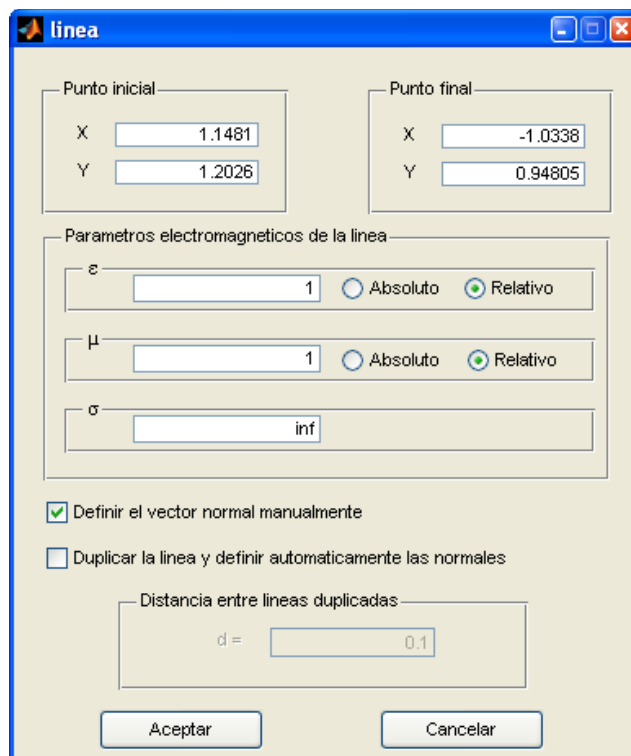 linea
Punto inicial
X 1.1481
Y 1.2026
Punto final
X -1.0338
Y 0.94805
Parametros electromagneticos de la linea
ε
1 Absoluto Relativo
μ
1 Absoluto Relativo
σ
inf
Definir el vector normal manualmente
Duplicar la linea y definir automaticamente las normales
Distancia entre lineas duplicadas
d = 0.1
Aceptar Cancelar